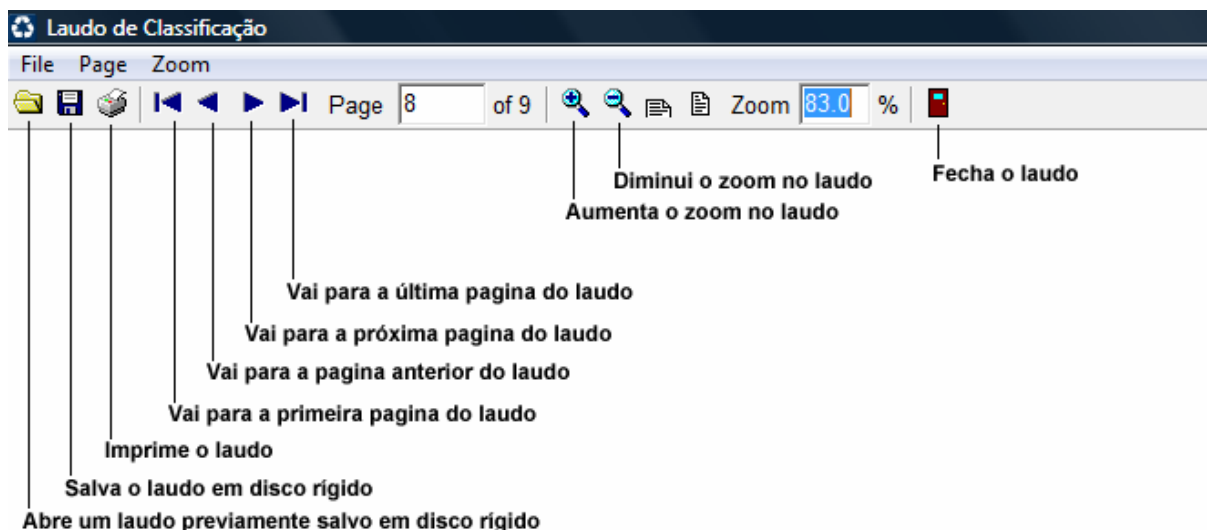 Laudo de Classificação
File Page Zoom
Page 8 of 9 Zoom 83.0 %
Fecha o laudo
Diminui o zoom no laudo
Aumenta o zoom no laudo
Vai para a última pagina do laudo
Vai para a próxima pagina do laudo
Vai para a pagina anterior do laudo
Vai para a primeira pagina do laudo
Imprime o laudo
Salva o laudo em disco rígido
Abre um laudo previamente salvo em disco rígido